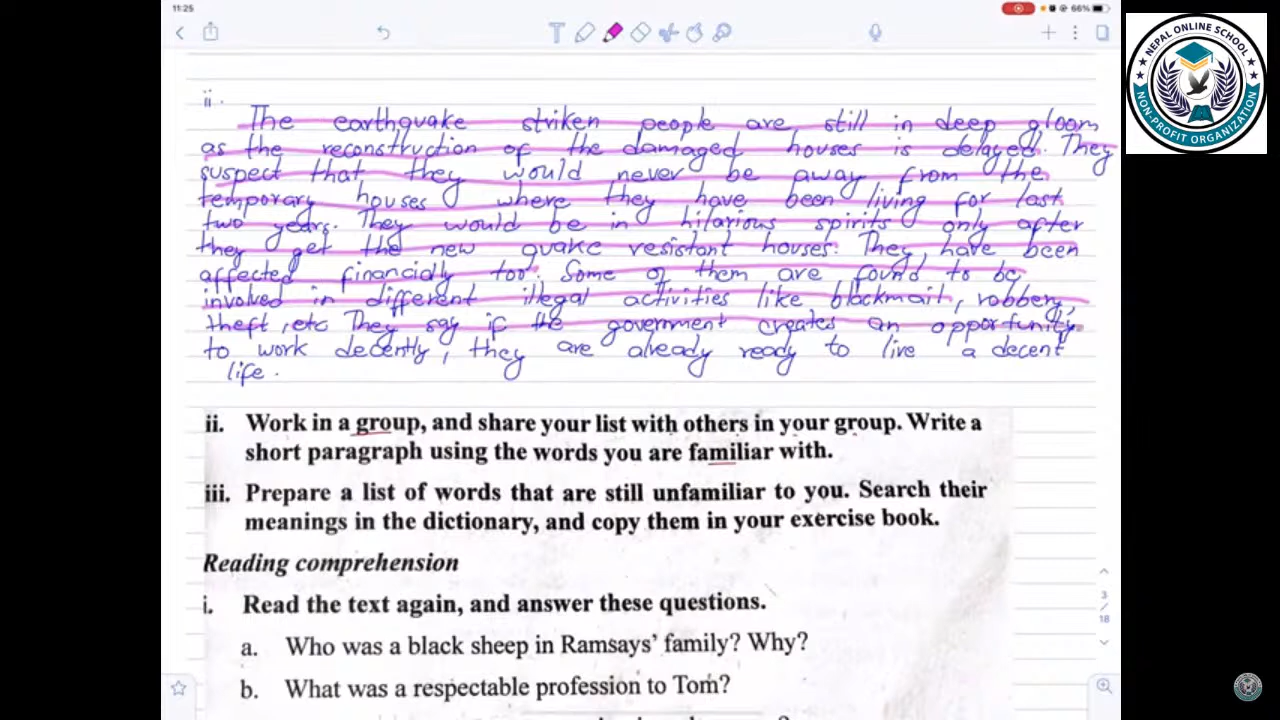 11:25
66%
NEPAL ONLINE SCHOOL
NON-PROFIT ORGANIZATION
ii.
The earthquake striken people are still in deep gloom
as the reconstruction of the damaged houses is delayed. They
suspect that they would never be away from the
temporary houses where they have been living for last
two years. They would be in hilarious spirits only after
they get the new quake resistant houses. They have been
affected financially too. Some of them are found to be
involved in different illegal activities like blackmail, robbery,
theft, etc They say if the government creates an opportunity
to work decently, they are already ready to live a decent
life.
ii. Work in a group, and share your list with others in your group. Write a
short paragraph using the words you are familiar with.
iii. Prepare a list of words that are still unfamiliar to you. Search their
meanings in the dictionary, and copy them in your exercise book.
Reading comprehension
i. Read the text again, and answer these questions.
a. Who was a black sheep in Ramsays' family? Why?
b. What was a respectable profession to Tom?
3
/
18